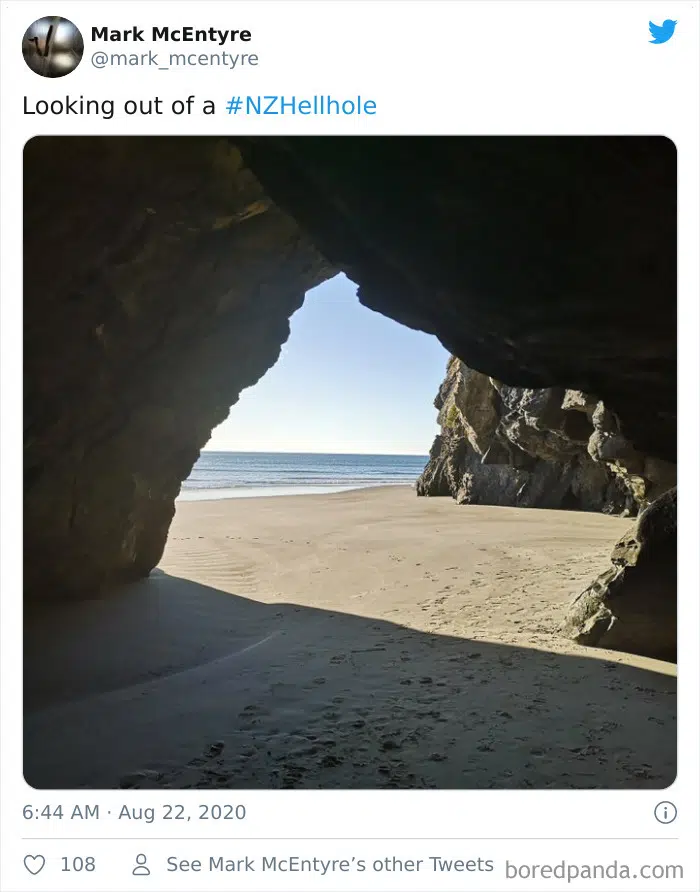 Mark McEntyre
@mark_mcentyre
Looking out of a #NZHellhole
6:44 AM · Aug 22, 2020
108
See Mark McEntyre’s other Tweets
boredpanda.com